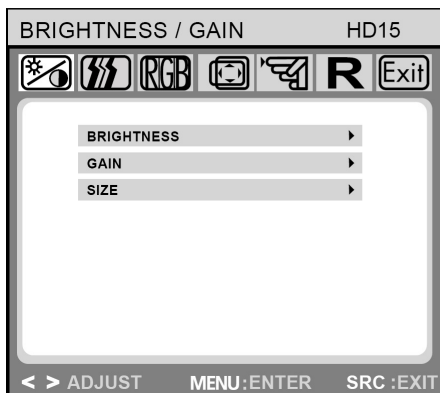 BRIGHTNESS / GAIN HD15
RGB R Exit
BRIGHTNESS
GAIN
SIZE
< > ADJUST MENU:ENTER SRC :EXIT